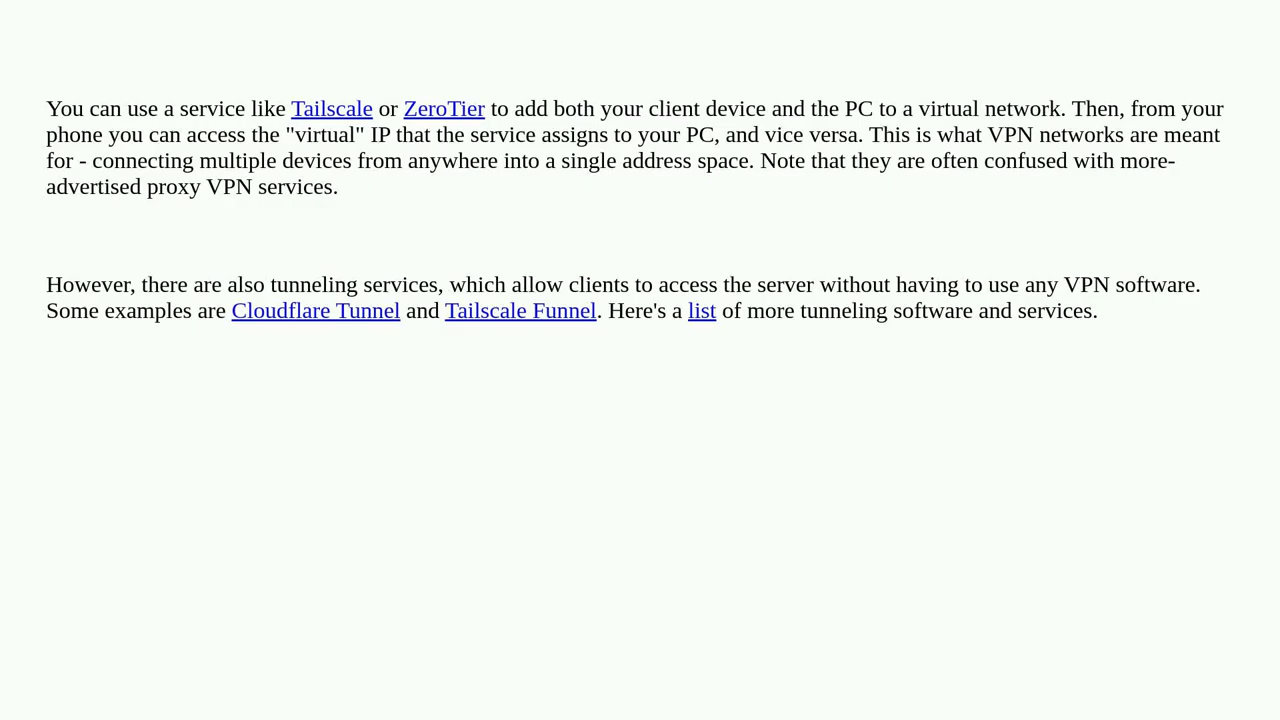 You can use a service like Tailscale or ZeroTier to add both your client device and the PC to a virtual network. Then, from your
phone you can access the "virtual" IP that the service assigns to your PC, and vice versa. This is what VPN networks are meant
for - connecting multiple devices from anywhere into a single address space. Note that they are often confused with more-
advertised proxy VPN services.
However, there are also tunneling services, which allow clients to access the server without having to use any VPN software.
Some examples are Cloudflare Tunnel and Tailscale Funnel. Here's a list of more tunneling software and services.